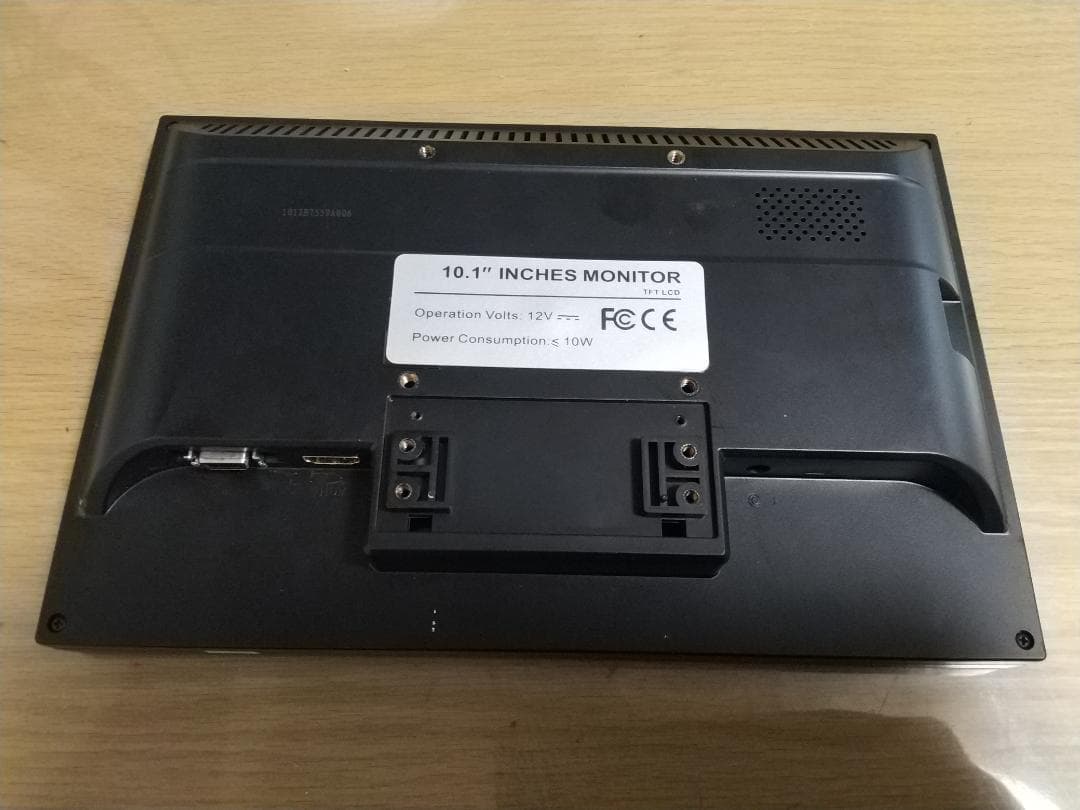 10.1" INCHES MONITOR
TFT LCD
Operation Volts: 12V ⎓ FC CE
Power Consumption:≤ 10W